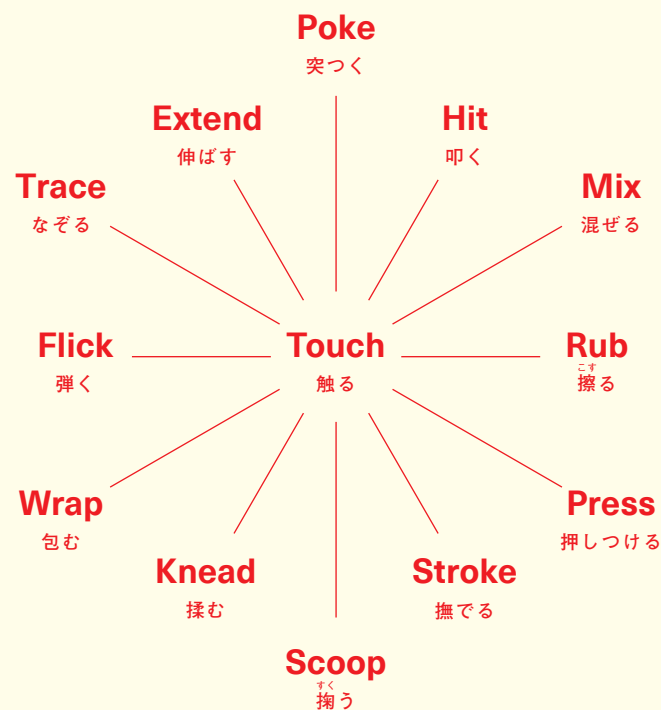 Poke
突つく
Extend
伸ばす
Hit
叩く
Trace
なぞる
Mix
混ぜる
Flick
弾く
Touch
触る
Rub
こす
擦る
Wrap
包む
Press
押しつける
Knead
揉む
Stroke
撫でる
Scoop
すく
掬う